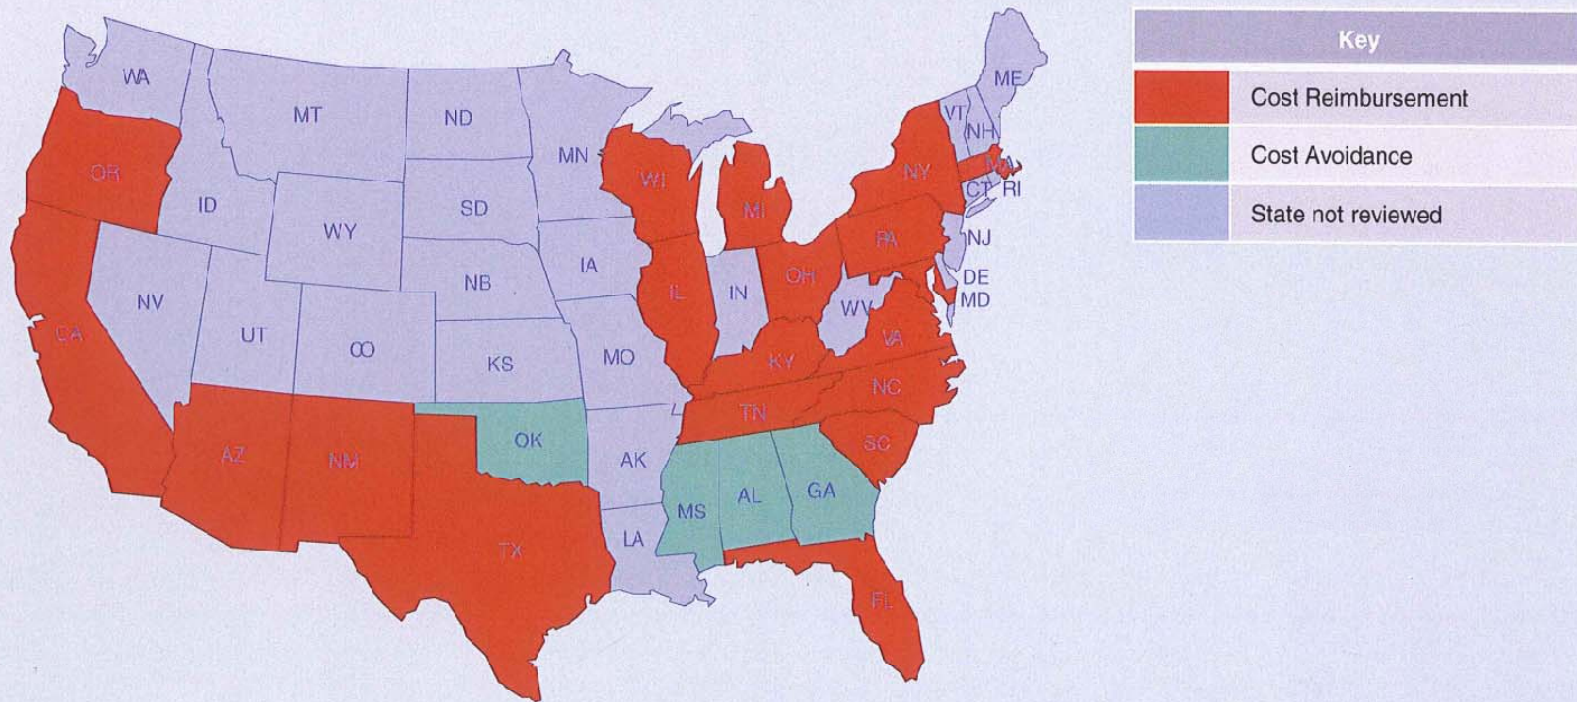 Key
Cost Reimbursement
Cost Avoidance
State not reviewed
WA
MT
ND
MN
ME
VT
NH
MA
OR
ID
WY
SD
WI
MI
NY
CT
RI
NV
UT
CO
NB
IA
IL
IN
OH
PA
NJ
DE
MD
CA
KS
MO
KY
WV
VA
AZ
NM
OK
AK
TN
NC
SC
TX
LA
MS
AL
GA
FL